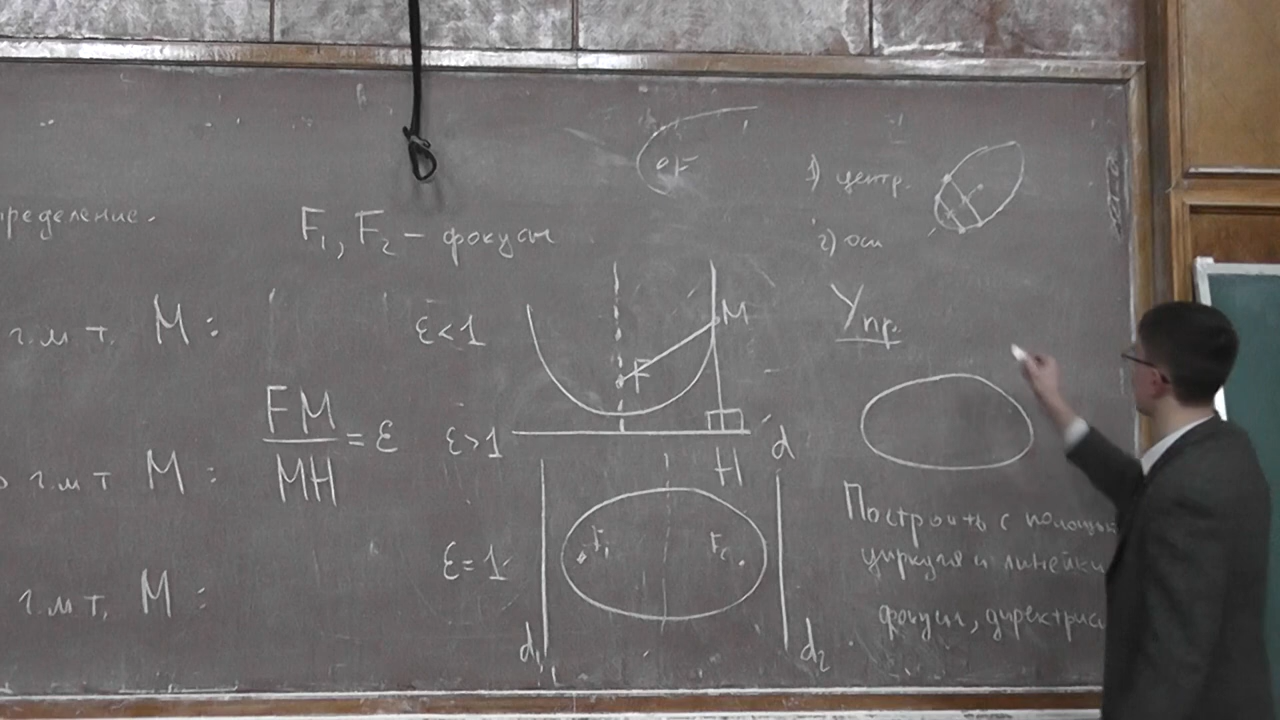 ределение.
F₁, F₂ – фокусы
г.м.т. M :
г.м.т M :
г.м.т. M :
FM
MH
= ε
ε<1
ε>1
ε=1
F
F
M
H
d
F₁
F₂
d₁
d₂
1) центр.
2) оси
Упр.
Построить с помощью
циркуля и линейки
фокусы, директрис